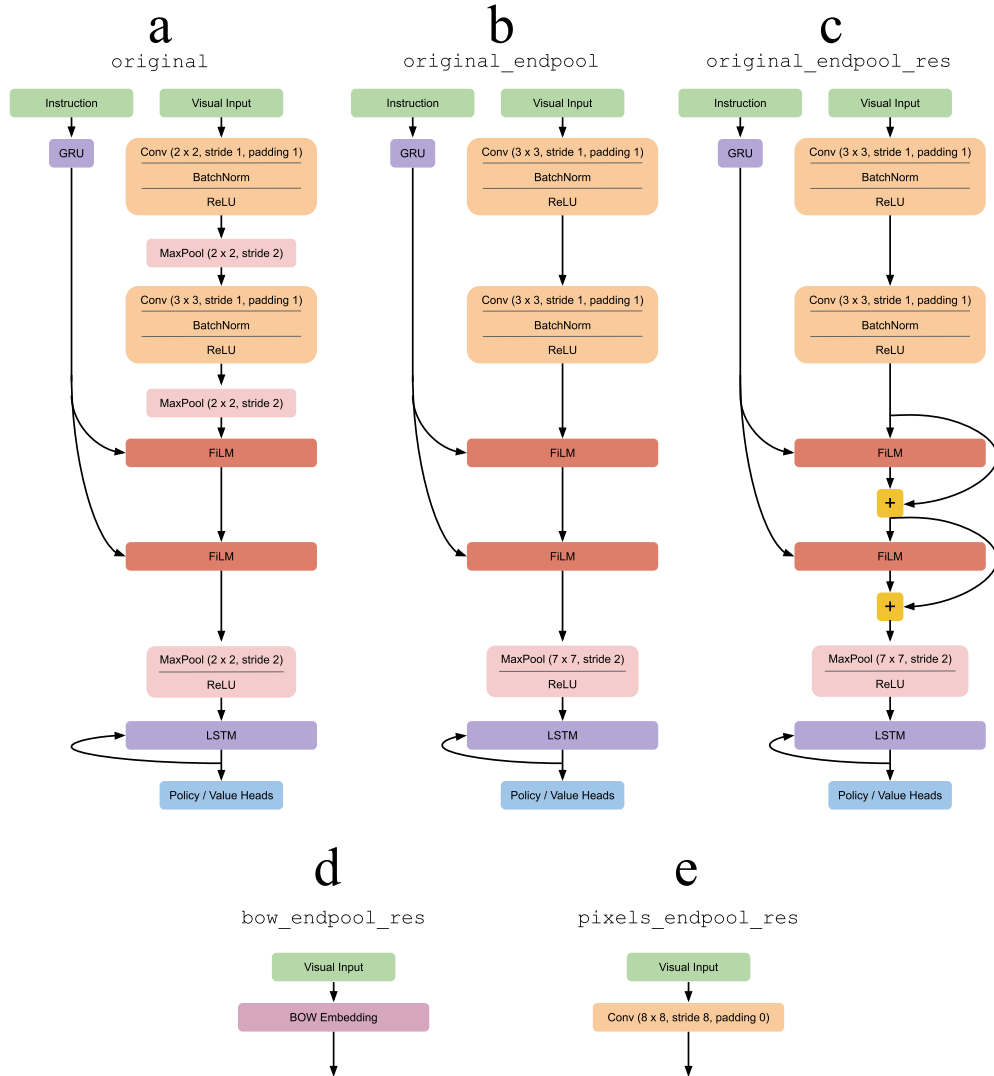 a
original
Instruction
Visual Input
GRU
Conv (2 x 2, stride 1, padding 1)
BatchNorm
ReLU
MaxPool (2 x 2, stride 2)
Conv (3 x 3, stride 1, padding 1)
BatchNorm
ReLU
MaxPool (2 x 2, stride 2)
FiLM
FiLM
MaxPool (2 x 2, stride 2)
ReLU
LSTM
Policy / Value Heads
b
original_endpool
Instruction
Visual Input
GRU
Conv (3 x 3, stride 1, padding 1)
BatchNorm
ReLU
Conv (3 x 3, stride 1, padding 1)
BatchNorm
ReLU
FiLM
FiLM
MaxPool (7 x 7, stride 2)
ReLU
LSTM
Policy / Value Heads
c
original_endpool_res
Instruction
Visual Input
GRU
Conv (3 x 3, stride 1, padding 1)
BatchNorm
ReLU
Conv (3 x 3, stride 1, padding 1)
BatchNorm
ReLU
FiLM
+
FiLM
+
MaxPool (7 x 7, stride 2)
ReLU
LSTM
Policy / Value Heads
d
bow_endpool_res
Visual Input
BOW Embedding
e
pixels_endpool_res
Visual Input
Conv (8 x 8, stride 8, padding 0)